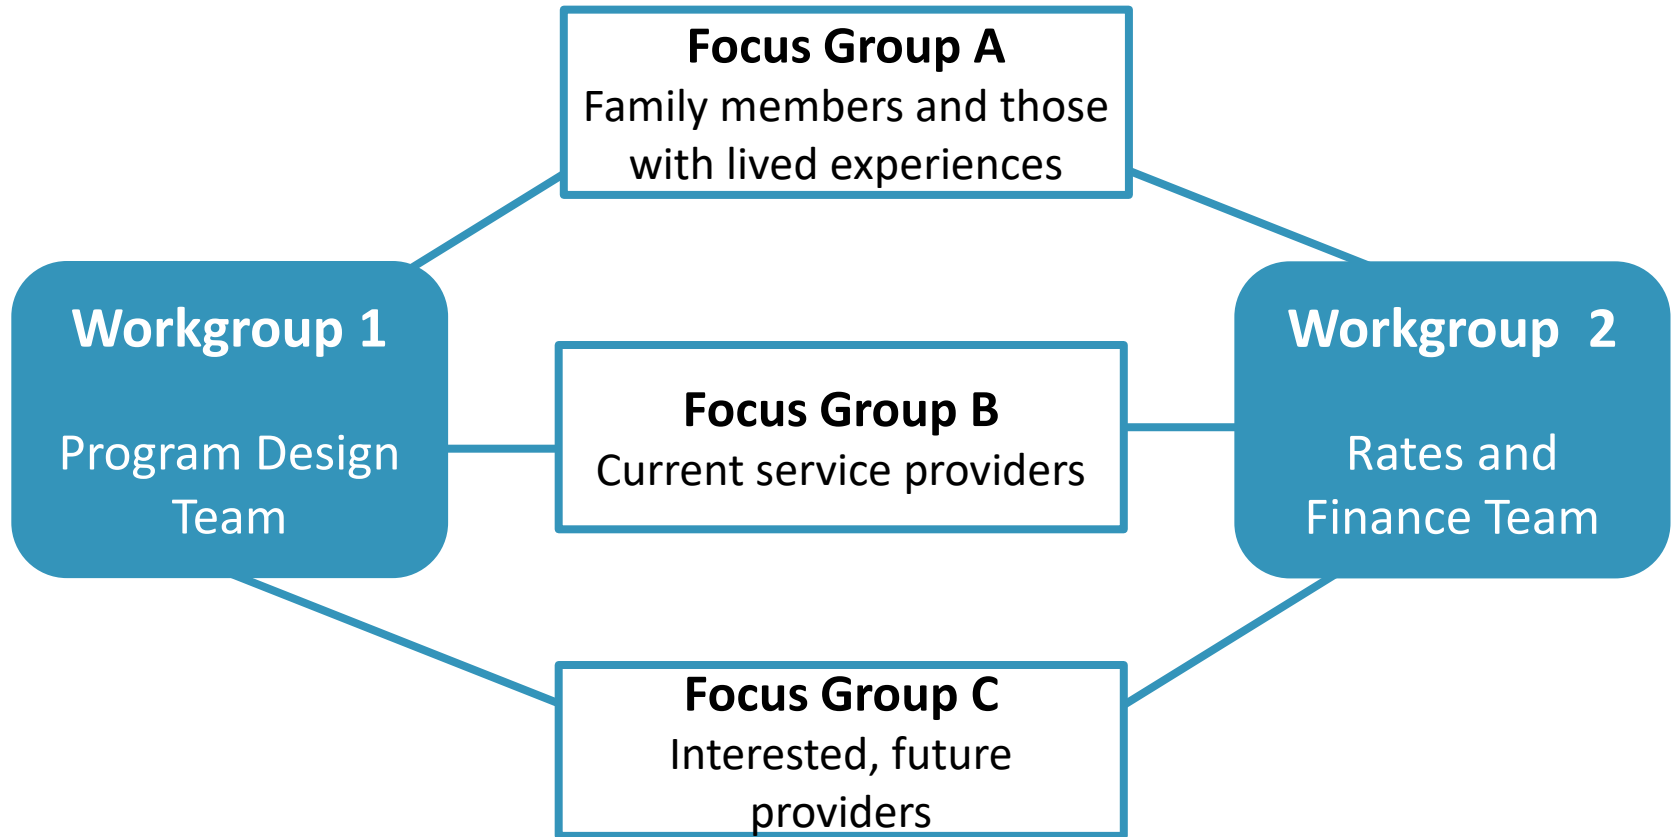 Focus Group A
Family members and those
with lived experiences
Workgroup 1
Program Design
Team
Focus Group B
Current service providers
Workgroup  2
Rates and
Finance Team
Focus Group C
Interested, future
providers